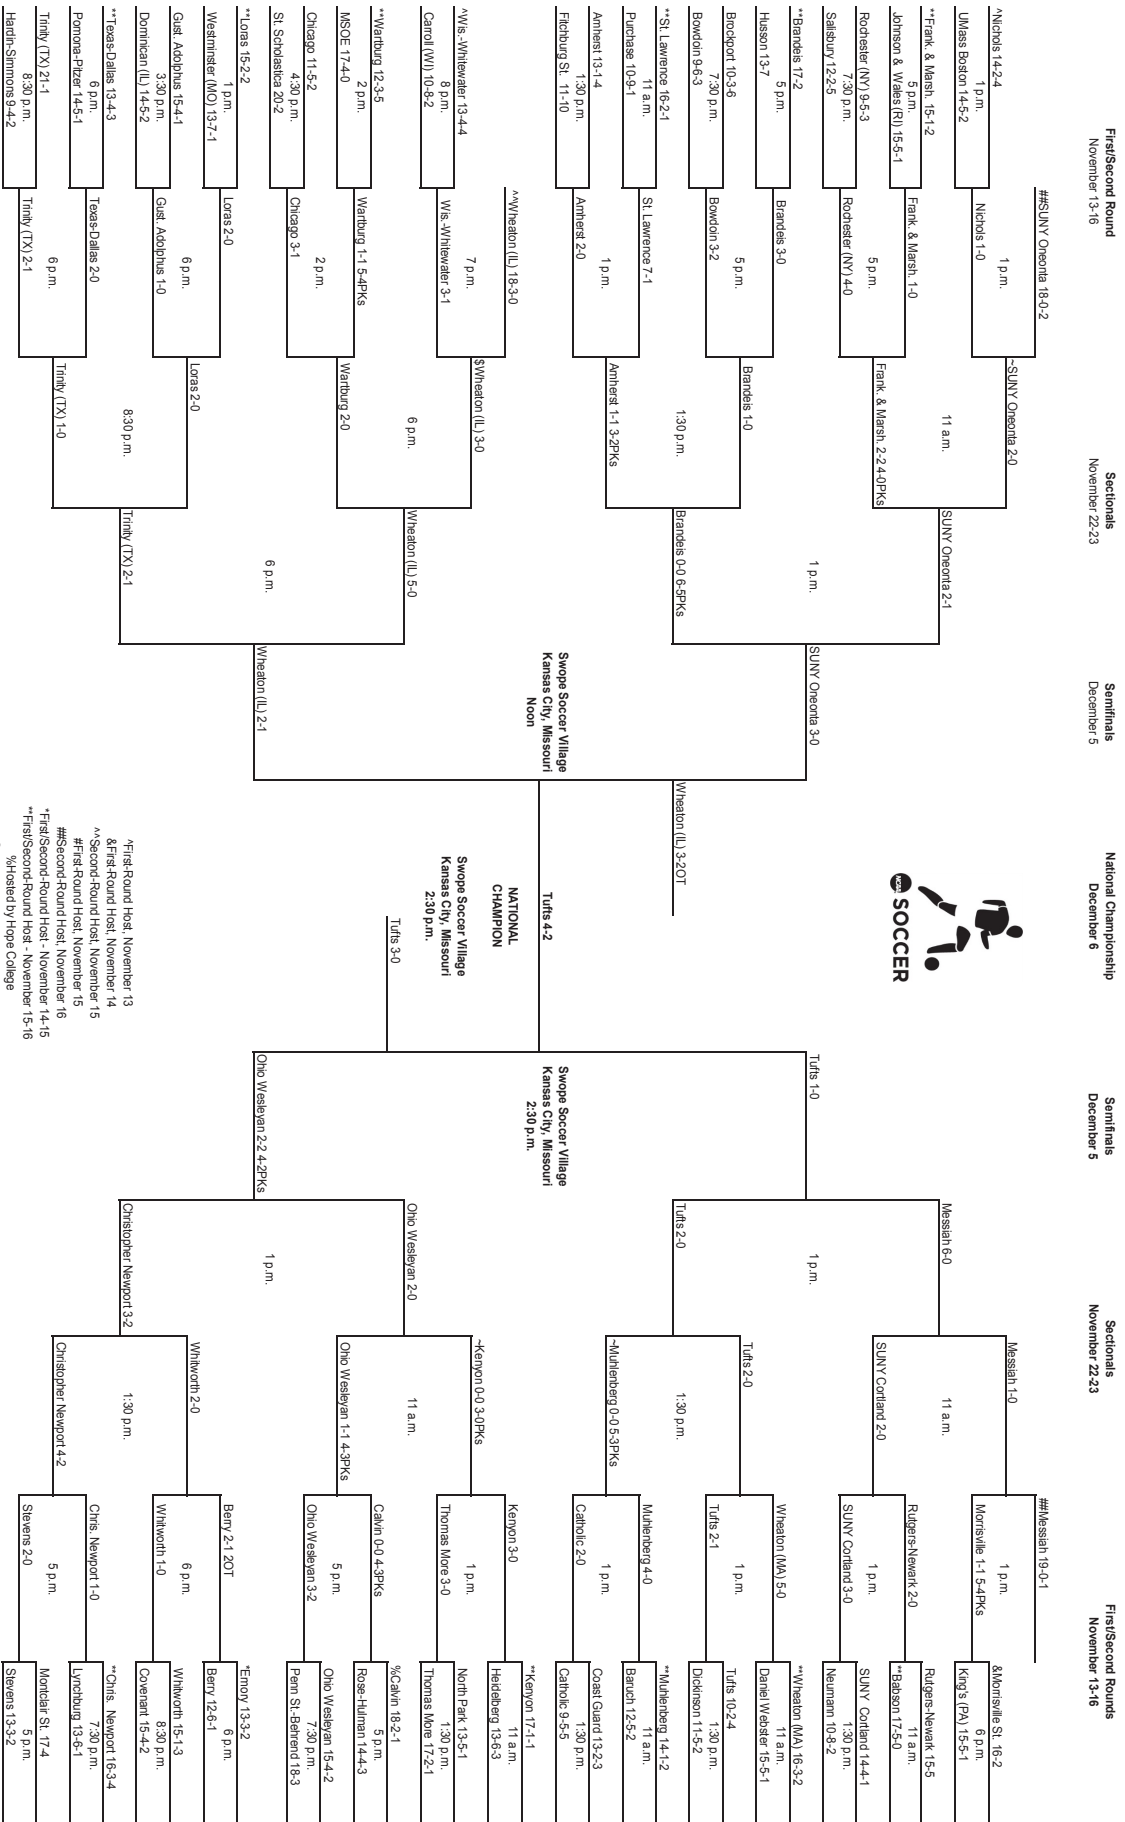 First/Second Round
November 13-16
Sectionals
November 22-23
Semifinals
December 5
National Championship
December 6
Semifinals
December 5
Sectionals
November 22-23
First/Second Rounds
November 13-16
NCAA SOCCER
##SUNY Oneonta 18-0-2
1 p.m.
^Nichols 14-2-4
1 p.m.
UMass Boston 14-5-2
Nichols 1-0
~SUNY Oneonta 2-0
11 a.m.
**Frank. & Marsh. 15-1-2
5 p.m.
Johnson & Wales (RI) 15-5-1
Frank. & Marsh. 1-0
5 p.m.
Rochester (NY) 9-5-3
7:30 p.m.
Salisbury 12-2-5
Rochester (NY) 4-0
Frank. & Marsh. 2-2 4-0PKs
SUNY Oneonta 2-1
1 p.m.
**Brandeis 17-2
5 p.m.
Husson 13-7
Brandeis 3-0
5 p.m.
Brockport 10-3-6
7:30 p.m.
Bowdoin 9-6-3
Bowdoin 3-2
Brandeis 1-0
1:30 p.m.
**St. Lawrence 16-2-1
11 a.m.
Purchase 10-9-1
St. Lawrence 7-1
1 p.m.
Amherst 13-1-4
1:30 p.m.
Fitchburg St. 11-10
Amherst 2-0
Amherst 1-1 3-2PKs
Brandeis 0-0 6-5PKs
SUNY Oneonta 3-0
Swope Soccer Village
Kansas City, Missouri
Noon
^^Wheaton (IL) 18-3-0
7 p.m.
^Wis.-Whitewater 13-4-4
8 p.m.
Carroll (WI) 10-8-2
Wis.-Whitewater 3-1
$Wheaton (IL) 3-0
6 p.m.
**Wartburg 12-3-5
2 p.m.
MSOE 17-4-0
Wartburg 1-1 5-4PKs
2 p.m.
Chicago 11-5-2
4:30 p.m.
St. Scholastica 20-2
Chicago 3-1
Wartburg 2-0
Wheaton (IL) 5-0
6 p.m.
**Loras 15-2-2
1 p.m.
Westminster (MO) 13-7-1
Loras 2-0
6 p.m.
Gust. Adolphus 15-4-1
3:30 p.m.
Dominican (IL) 14-5-2
Gust. Adolphus 1-0
Loras 2-0
8:30 p.m.
**Texas-Dallas 13-4-3
6 p.m.
Pomona-Pitzer 14-5-1
Texas-Dallas 2-0
6 p.m.
Trinity (TX) 21-1
8:30 p.m.
Hardin-Simmons 9-4-2
Trinity (TX) 2-1
Trinity (TX) 1-0
Trinity (TX) 2-1
Wheaton (IL) 2-1
Wheaton (IL) 3-2OT
Tufts 4-2
NATIONAL
CHAMPION
Swope Soccer Village
Kansas City, Missouri
2:30 p.m.
Tufts 3-0
^First-Round Host, November 13
&First-Round Host, November 14
^^Second-Round Host, November 15
#First-Round Host, November 15
##Second-Round Host, November 16
*First/Second-Round Host - November 14-15
**First/Second-Round Host - November 15-16
%Hosted by Hope College
Tufts 1-0
Swope Soccer Village
Kansas City, Missouri
2:30 p.m.
Ohio Wesleyan 2-2 4-2PKs
Messiah 6-0
1 p.m.
Tufts 2-0
Ohio Wesleyan 2-0
1 p.m.
Christopher Newport 3-2
Messiah 1-0
11 a.m.
SUNY Cortland 2-0
Tufts 2-0
1:30 p.m.
~Muhlenberg 0-0 5-3PKs
~Kenyon 0-0 3-0PKs
11 a.m.
Ohio Wesleyan 1-1 4-3PKs
Whitworth 2-0
1:30 p.m.
Christopher Newport 4-2
##Messiah 19-0-1
1 p.m.
Morrisville 1-1 5-4PKs
Rutgers-Newark 2-0
1 p.m.
SUNY Cortland 3-0
Wheaton (MA) 5-0
1 p.m.
Tufts 2-1
Muhlenberg 4-0
1 p.m.
Catholic 2-0
Kenyon 3-0
1 p.m.
Thomas More 3-0
Calvin 0-0 4-3PKs
5 p.m.
Ohio Wesleyan 3-2
Berry 2-1 2OT
6 p.m.
Whitworth 1-0
Chris. Newport 1-0
5 p.m.
Stevens 2-0
&Morrisville St. 16-2
6 p.m.
King's (PA) 15-5-1
Rutgers-Newark 15-5
11 a.m.
**Babson 17-5-0
SUNY Cortland 14-4-1
1:30 p.m.
Neumann 10-8-2
**Wheaton (MA) 16-3-2
11 a.m.
Daniel Webster 15-5-1
Tufts 10-2-4
1:30 p.m.
Dickinson 11-5-2
**Muhlenberg 14-1-2
11 a.m.
Baruch 12-5-2
Coast Guard 13-2-3
1:30 p.m.
Catholic 9-5-5
**Kenyon 17-1-1
11 a.m.
Heidelberg 13-6-3
North Park 13-5-1
1:30 p.m.
Thomas More 17-2-1
%Calvin 18-2-1
5 p.m.
Rose-Hulman 14-4-3
Ohio Wesleyan 15-4-2
7:30 p.m.
Penn St.-Behrend 18-3
*Emory 13-3-2
6 p.m.
Berry 12-6-1
Whitworth 15-1-3
8:30 p.m.
Covenant 15-4-2
**Chris. Newport 16-3-4
7:30 p.m.
Lynchburg 13-6-1
Montclair St. 17-4
5 p.m.
Stevens 13-3-2